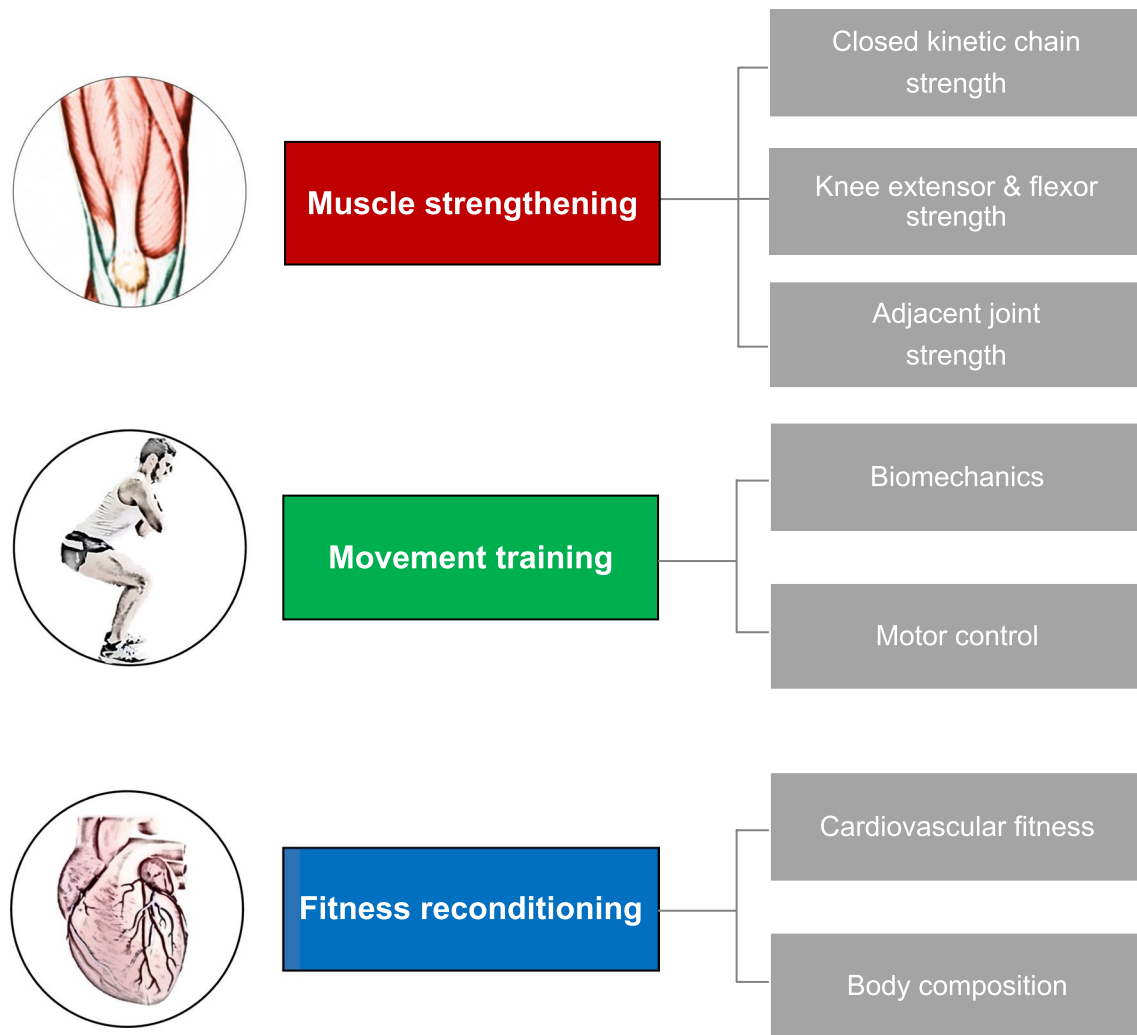 Closed kinetic chain
strength
Muscle strengthening
Knee extensor & flexor
strength
Adjacent joint
strength
Movement training
Biomechanics
Motor control
Fitness reconditioning
Cardiovascular fitness
Body composition